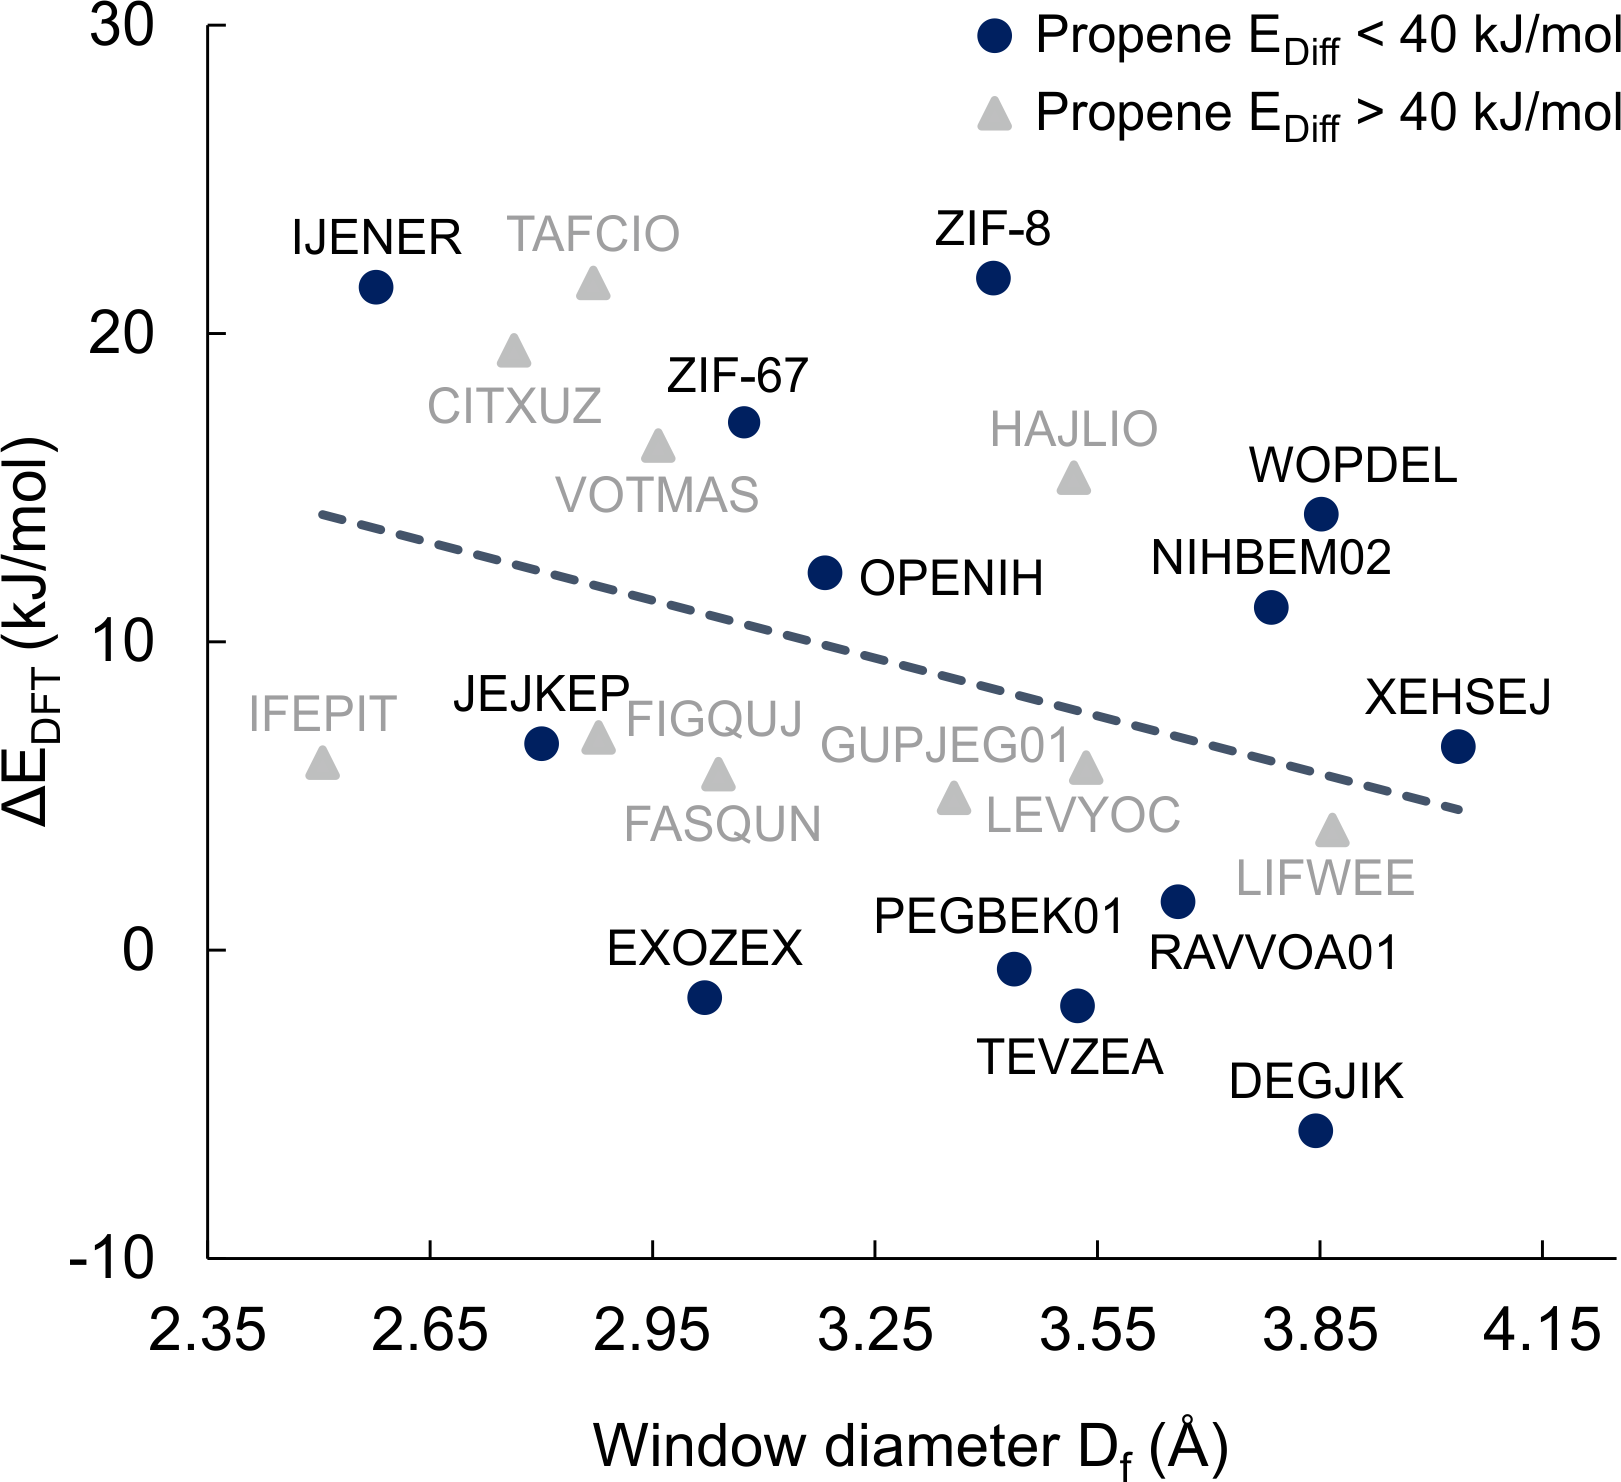 30
Propene EDiff < 40 kJ/mol
Propene EDiff > 40 kJ/mol
IJENER
TAFCIO
ZIF-8
20
CITXUZ
ZIF-67
VOTMAS
HAJLIO
WOPDEL
NIHBEM02
OPENIH
10
IFEPIT
JEJKEP
FIGQUJ
FASQUN
GUPJEG01
LEVYOC
XEHSEJ
LIFWEE
PEGBEK01
RAVVOA01
0
EXOZEX
TEVZEA
DEGJIK
-10
ΔEDFT (kJ/mol)
2.35 2.65 2.95 3.25 3.55 3.85 4.15
Window diameter Df (Å)